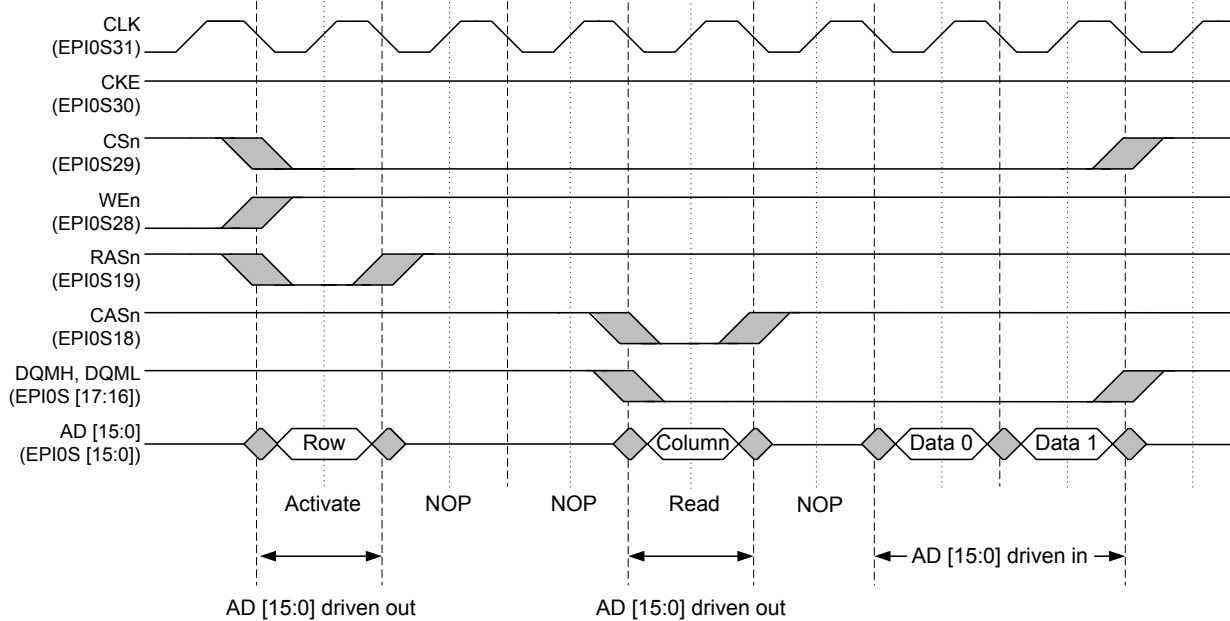 CLK
(EPI0S31)
CKE
(EPI0S30)
CSn
(EPI0S29)
WEn
(EPI0S28)
RASn
(EPI0S19)
CASn
(EPI0S18)
DQMH, DQML
(EPI0S [17:16])
AD [15:0]
(EPI0S [15:0])
Row
Column
Data 0
Data 1
Activate
NOP
NOP
Read
NOP
AD [15:0] driven in
AD [15:0] driven out
AD [15:0] driven out